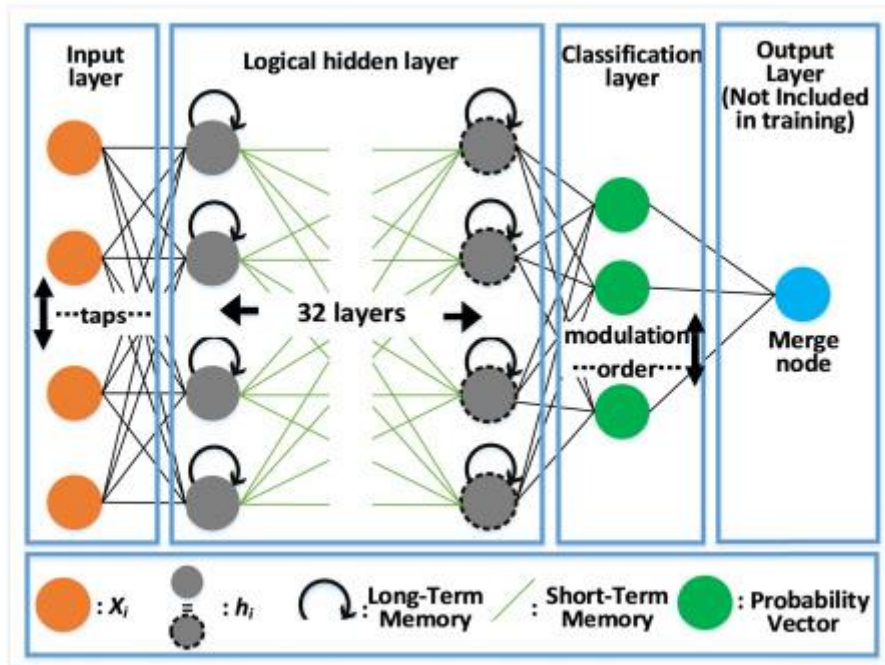 Input
layer
Logical hidden layer
Classification
layer
Output
Layer
(Not Included
in training)
····taps····
32 layers
modulation
····order····
Merge
node
: Xᵢ
≡
: hᵢ
: Long-Term
Memory
: Short-Term
Memory
: Probability
Vector